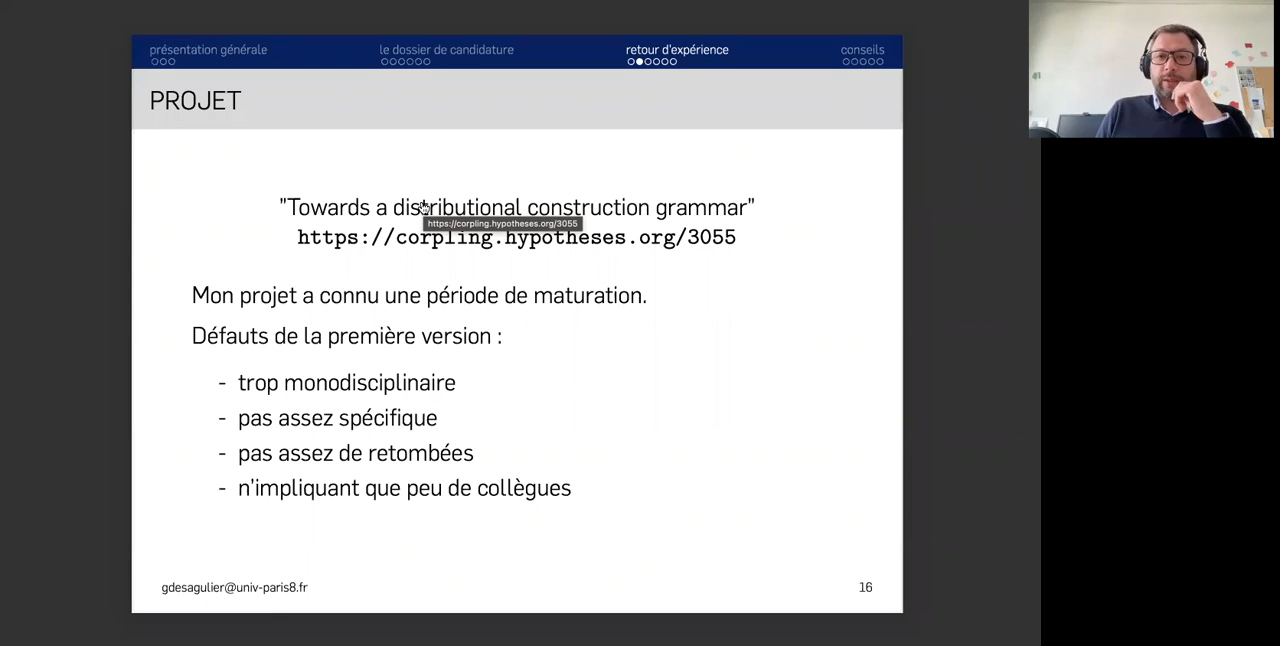 présentation générale
le dossier de candidature
retour d'expérience
conseils
PROJET
"Towards a distributional construction grammar"
https://corpling.hypotheses.org/3055
https://corpling.hypotheses.org/3055
Mon projet a connu une période de maturation.
Défauts de la première version :
- trop monodisciplinaire
- pas assez spécifique
- pas assez de retombées
- n'impliquant que peu de collègues
gdesagulier@univ-paris8.fr
16